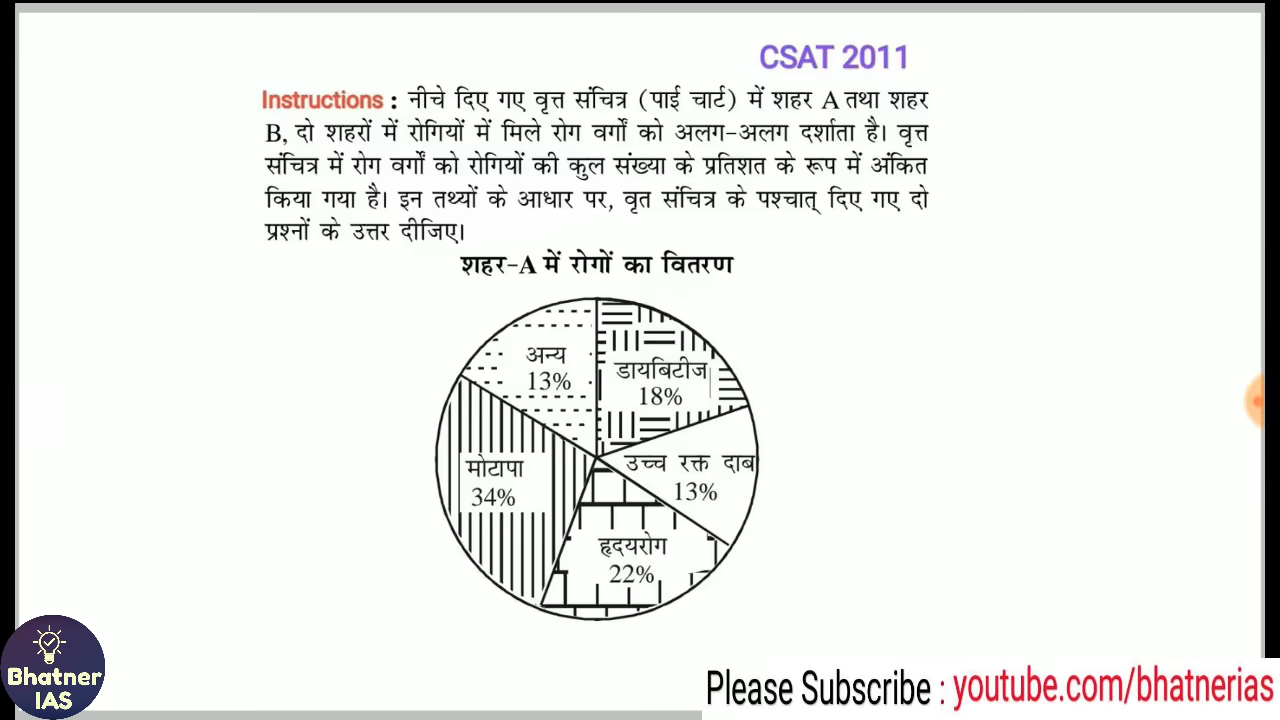 CSAT 2011
Instructions : नीचे दिए गए वृत्त संचित्र (पाई चार्ट) में शहर A तथा शहर
B, दो शहरों में रोगियों में मिले रोग वर्गों को अलग-अलग दर्शाता है। वृत्त
संचित्र में रोग वर्गों को रोगियों की कुल संख्या के प्रतिशत के रूप में अंकित
किया गया है। इन तथ्यों के आधार पर, वृत संचित्र के पश्चात् दिए गए दो
प्रश्नों के उत्तर दीजिए।
शहर-A में रोगों का वितरण
अन्य
13%
डायबिटीज
18%
उच्च रक्त दाब
13%
मोटापा
34%
हृदयरोग
22%
Bhatner
IAS
Please Subscribe : youtube.com/bhatnerias